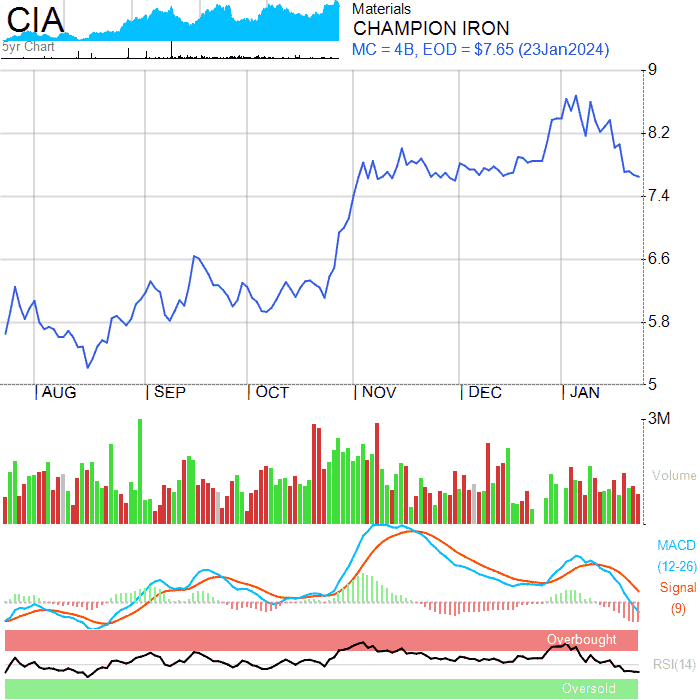 CIA
5yr Chart
Materials
CHAMPION IRON
MC = 4B, EOD = $7.65 (23Jan2024)
9
8.2
7.4
6.6
5.8
5
| AUG | SEP | OCT | NOV | DEC | JAN
3M
Volume
MACD
(12-26)
Signal
(9)
Overbought
RSI(14)
Oversold